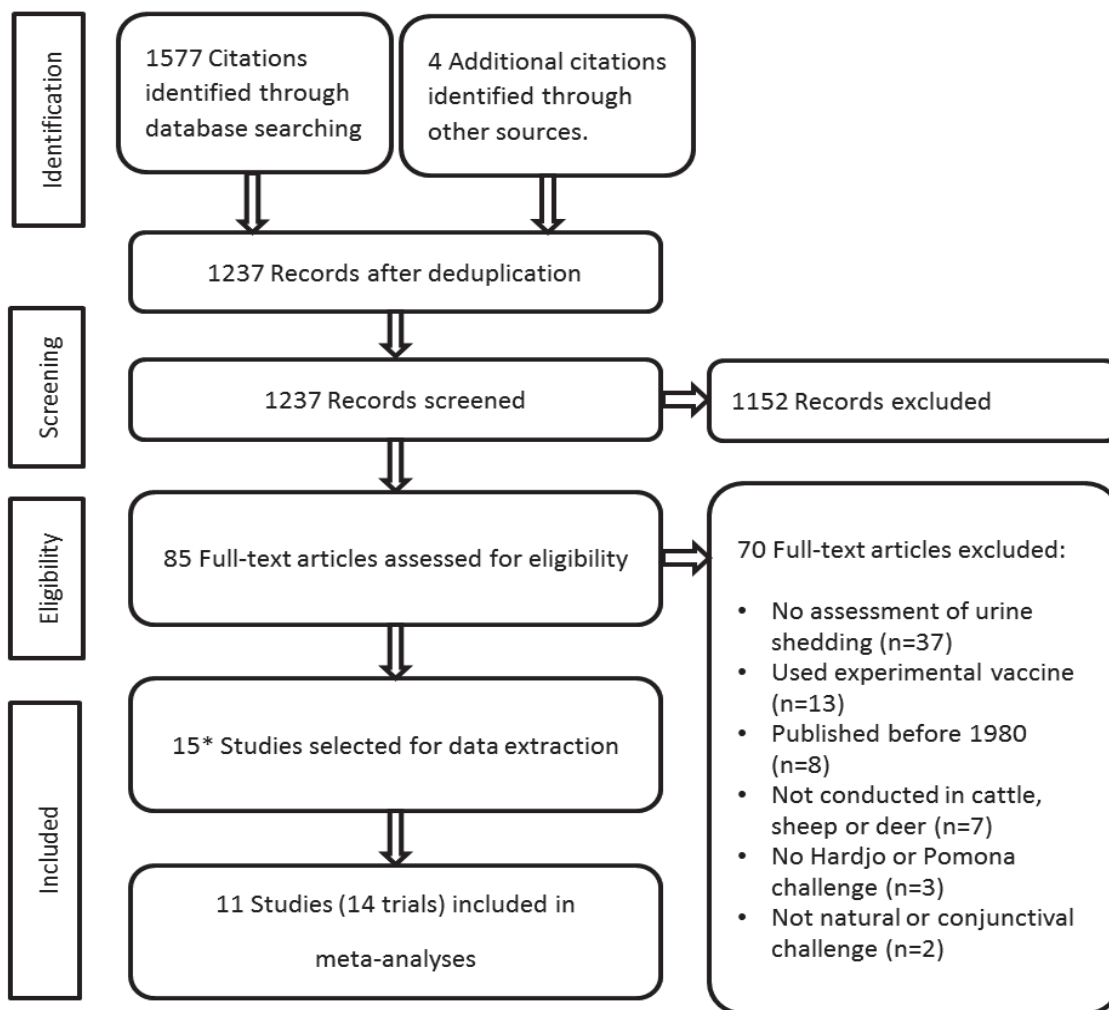 Identification
1577 Citations
identified through
database searching
4 Additional citations
identified through
other sources.
1237 Records after deduplication
Screening
1237 Records screened
1152 Records excluded
Eligibility
85 Full-text articles assessed for eligibility
70 Full-text articles excluded:
• No assessment of urine
shedding (n=37)
• Used experimental vaccine
(n=13)
• Published before 1980
(n=8)
• Not conducted in cattle,
sheep or deer (n=7)
• No Hardjo or Pomona
challenge (n=3)
• Not natural or conjunctival
challenge (n=2)
Included
15* Studies selected for data extraction
11 Studies (14 trials) included in
meta-analyses